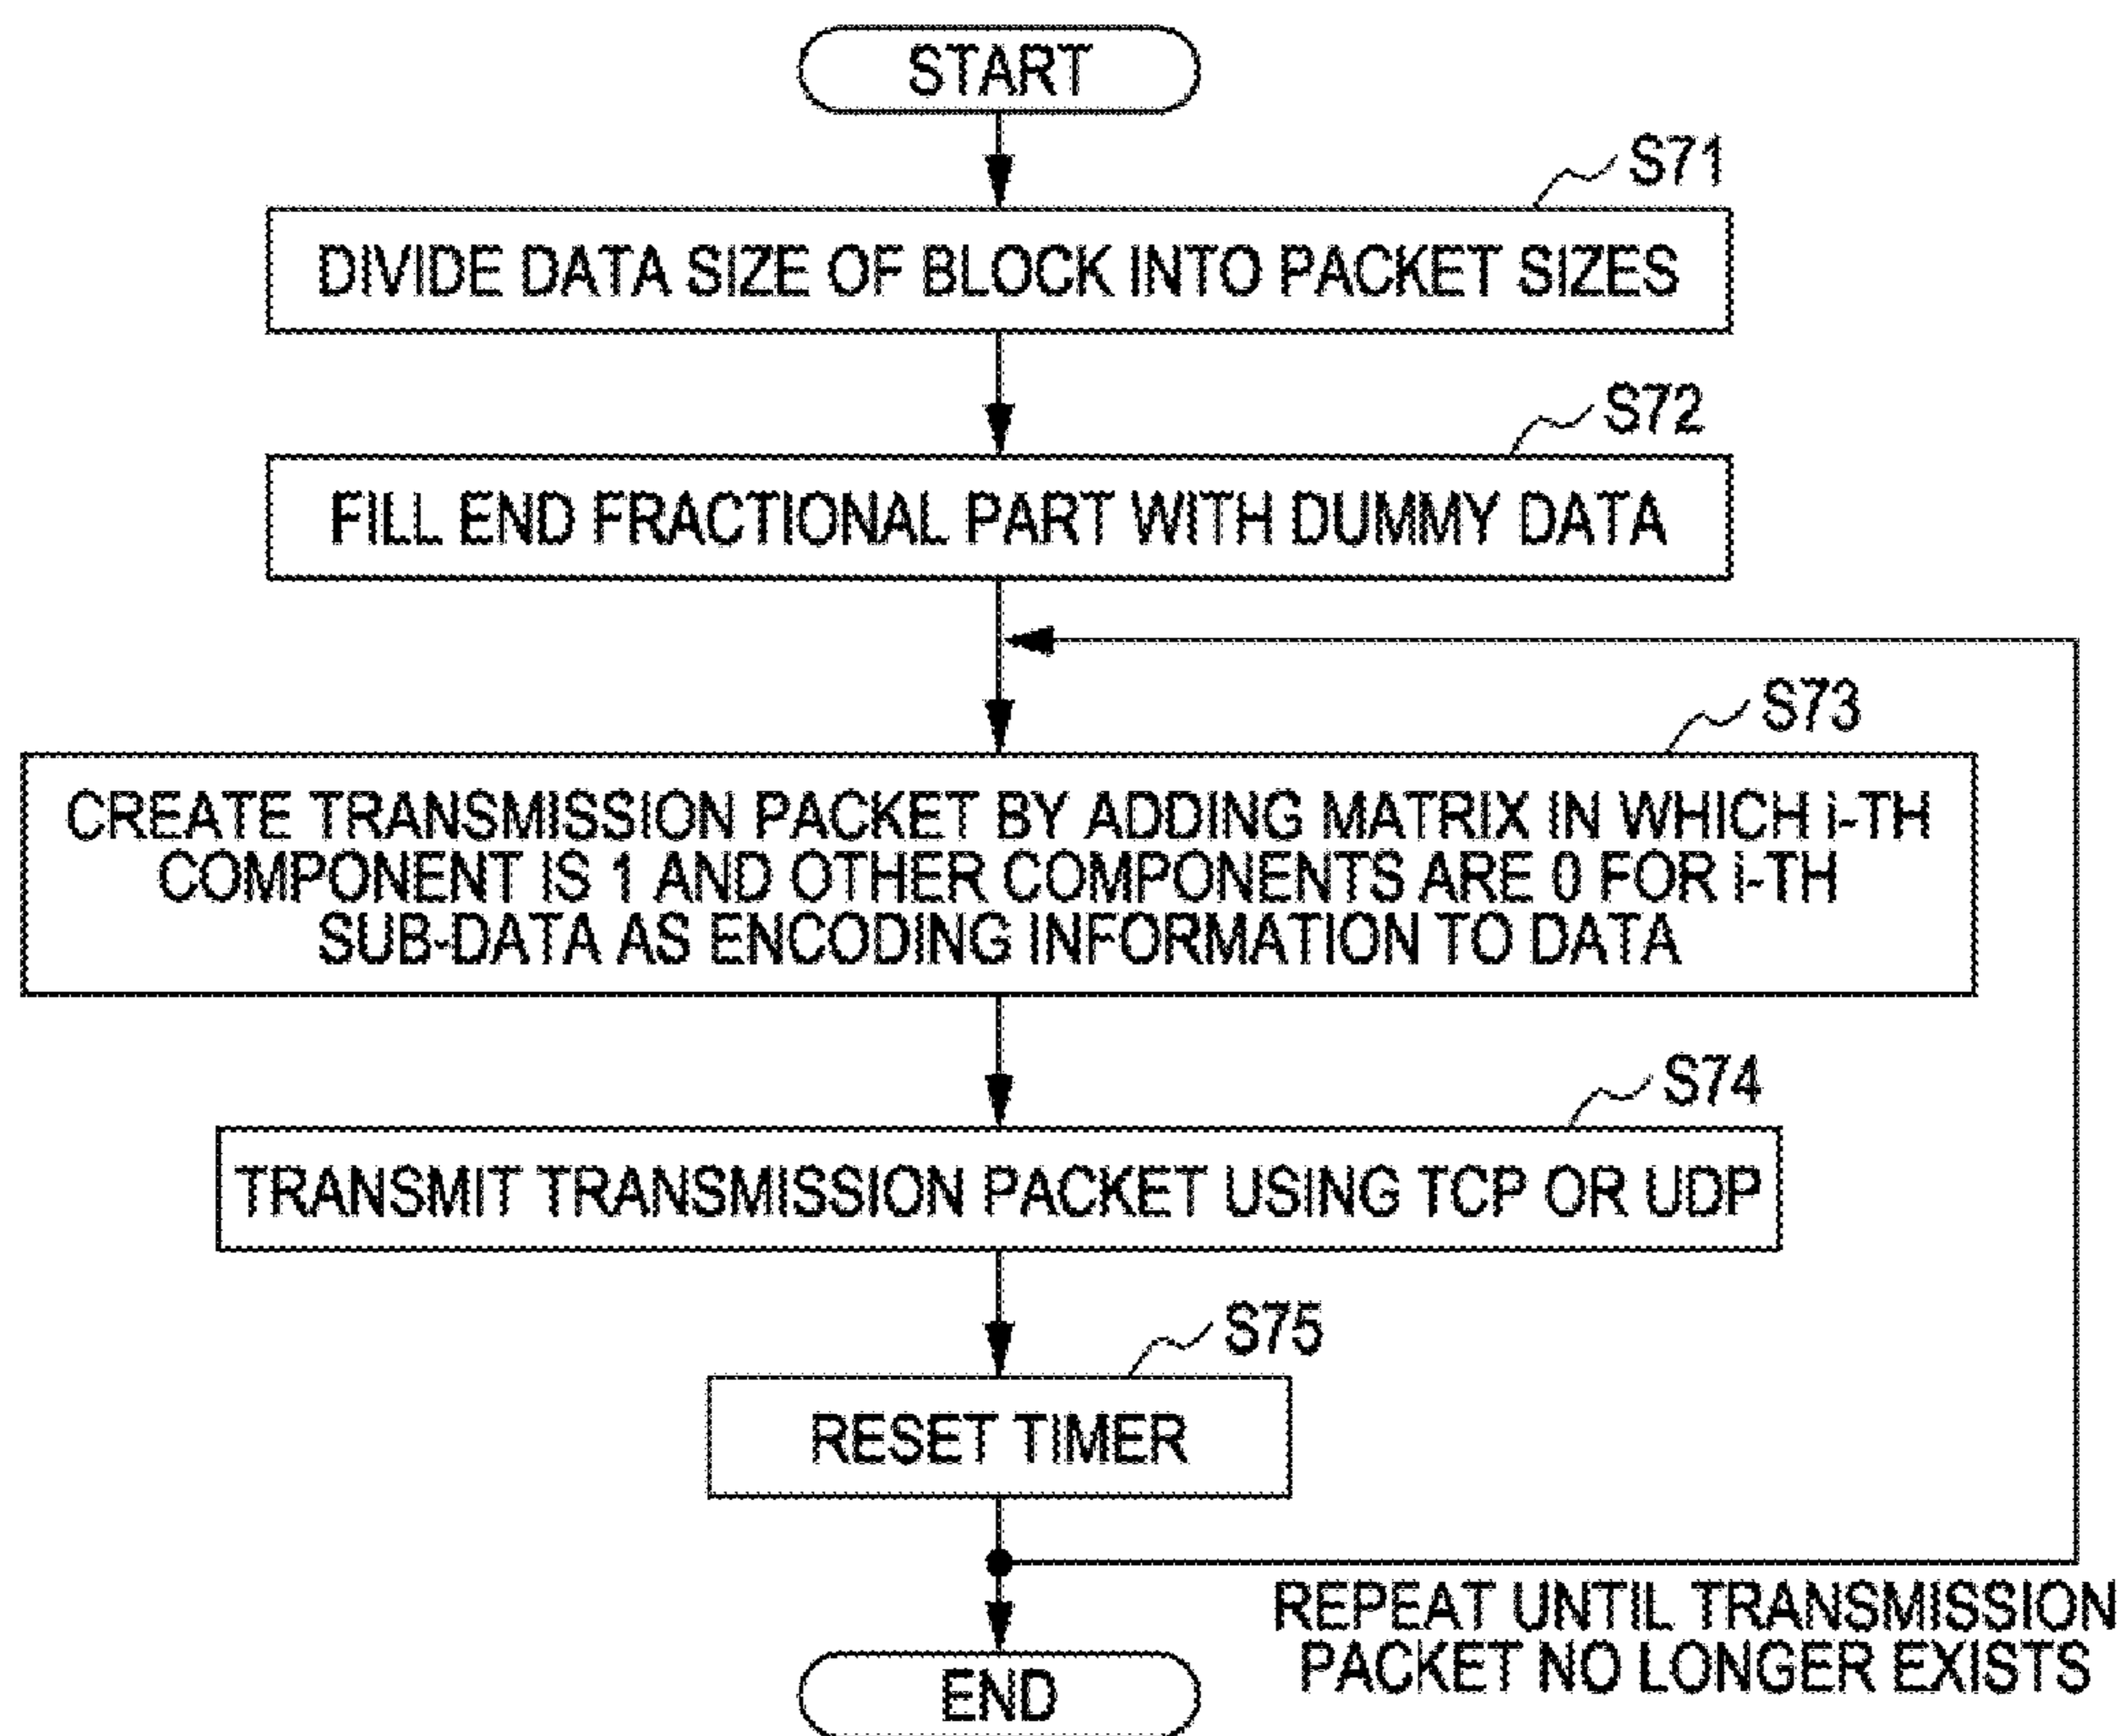 START
S71
DIVIDE DATA SIZE OF BLOCK INTO PACKET SIZES
S72
FILL END FRACTIONAL PART WITH DUMMY DATA
S73
CREATE TRANSMISSION PACKET BY ADDING MATRIX IN WHICH i-TH
COMPONENT IS 1 AND OTHER COMPONENTS ARE 0 FOR i-TH
SUB-DATA AS ENCODING INFORMATION TO DATA
S74
TRANSMIT TRANSMISSION PACKET USING TCP OR UDP
S75
RESET TIMER
REPEAT UNTIL TRANSMISSION
PACKET NO LONGER EXISTS
END